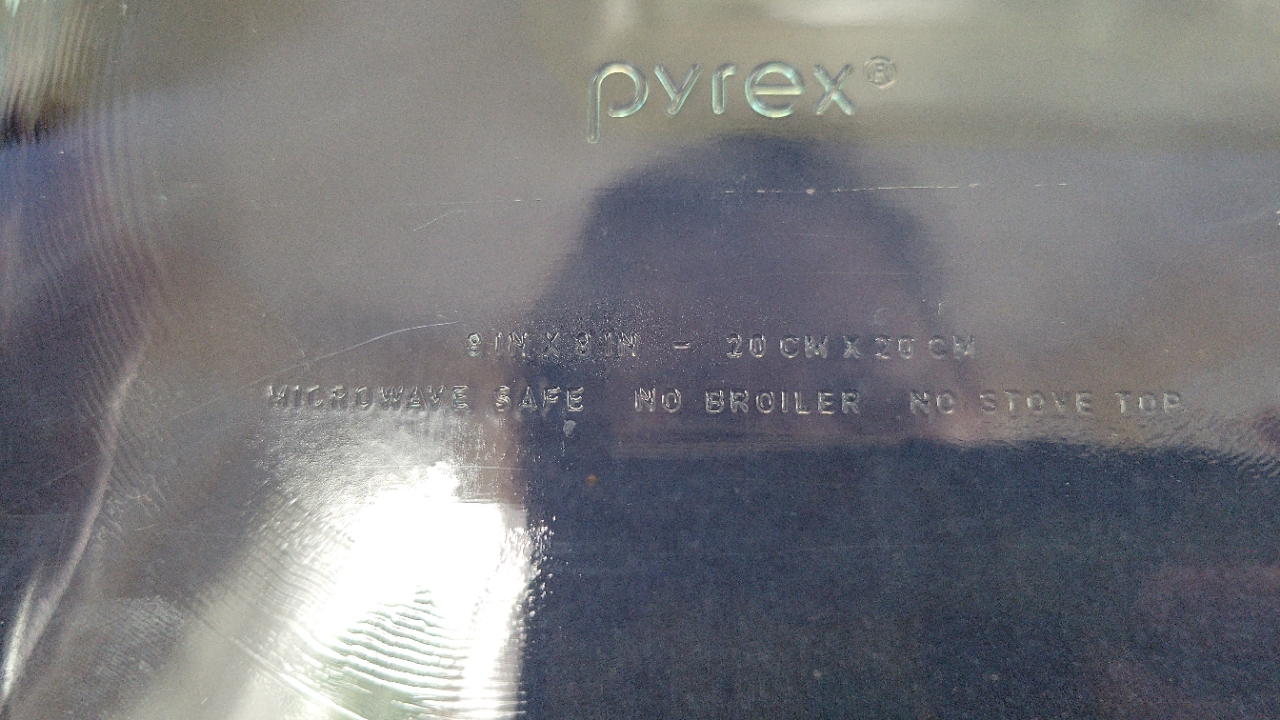 pyrex®
8 IN X 8 IN - 20 CM X 20 CM
MICROWAVE SAFE NO BROILER NO STOVE TOP